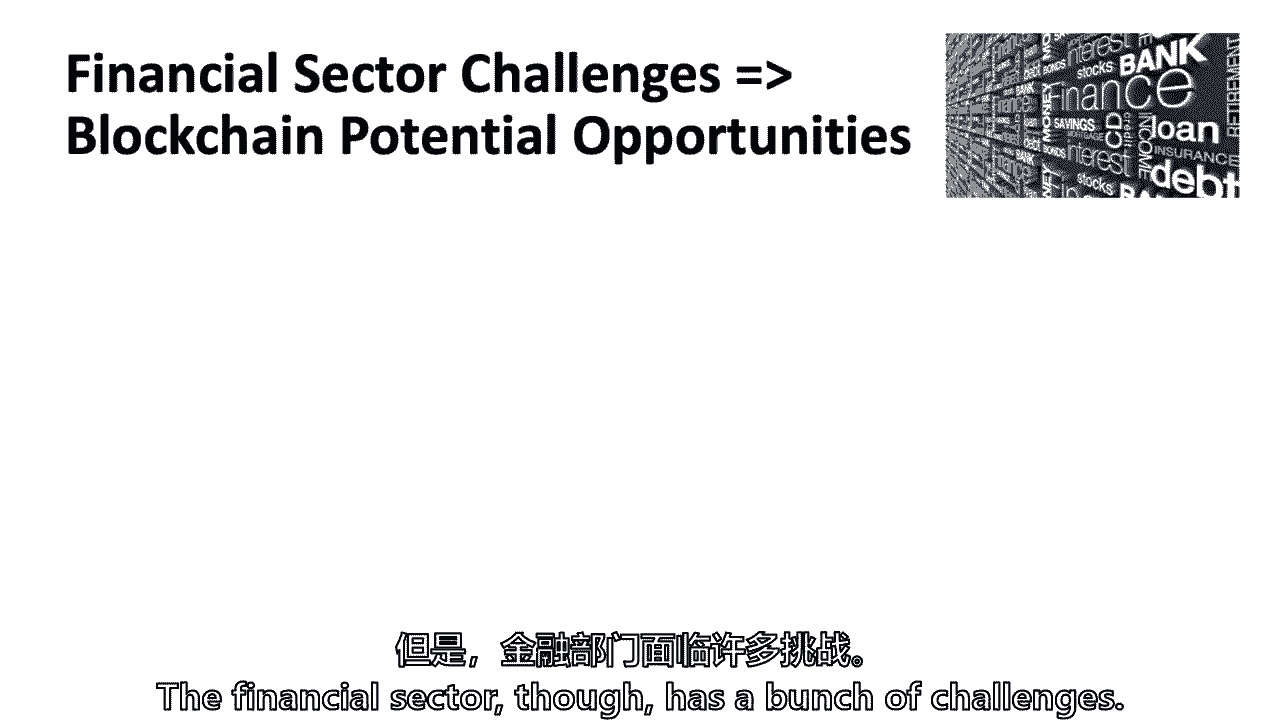 Financial Sector Challenges =>
Blockchain Potential Opportunities
interest
stocks
BANK
Finance
MONEY
SAVINGS
CD
INCOME
RETIREMENT
loan
INSURANCE
debt
interest
stocks
但是，金融部门面临许多挑战。
The financial sector, though, has a bunch of challenges.